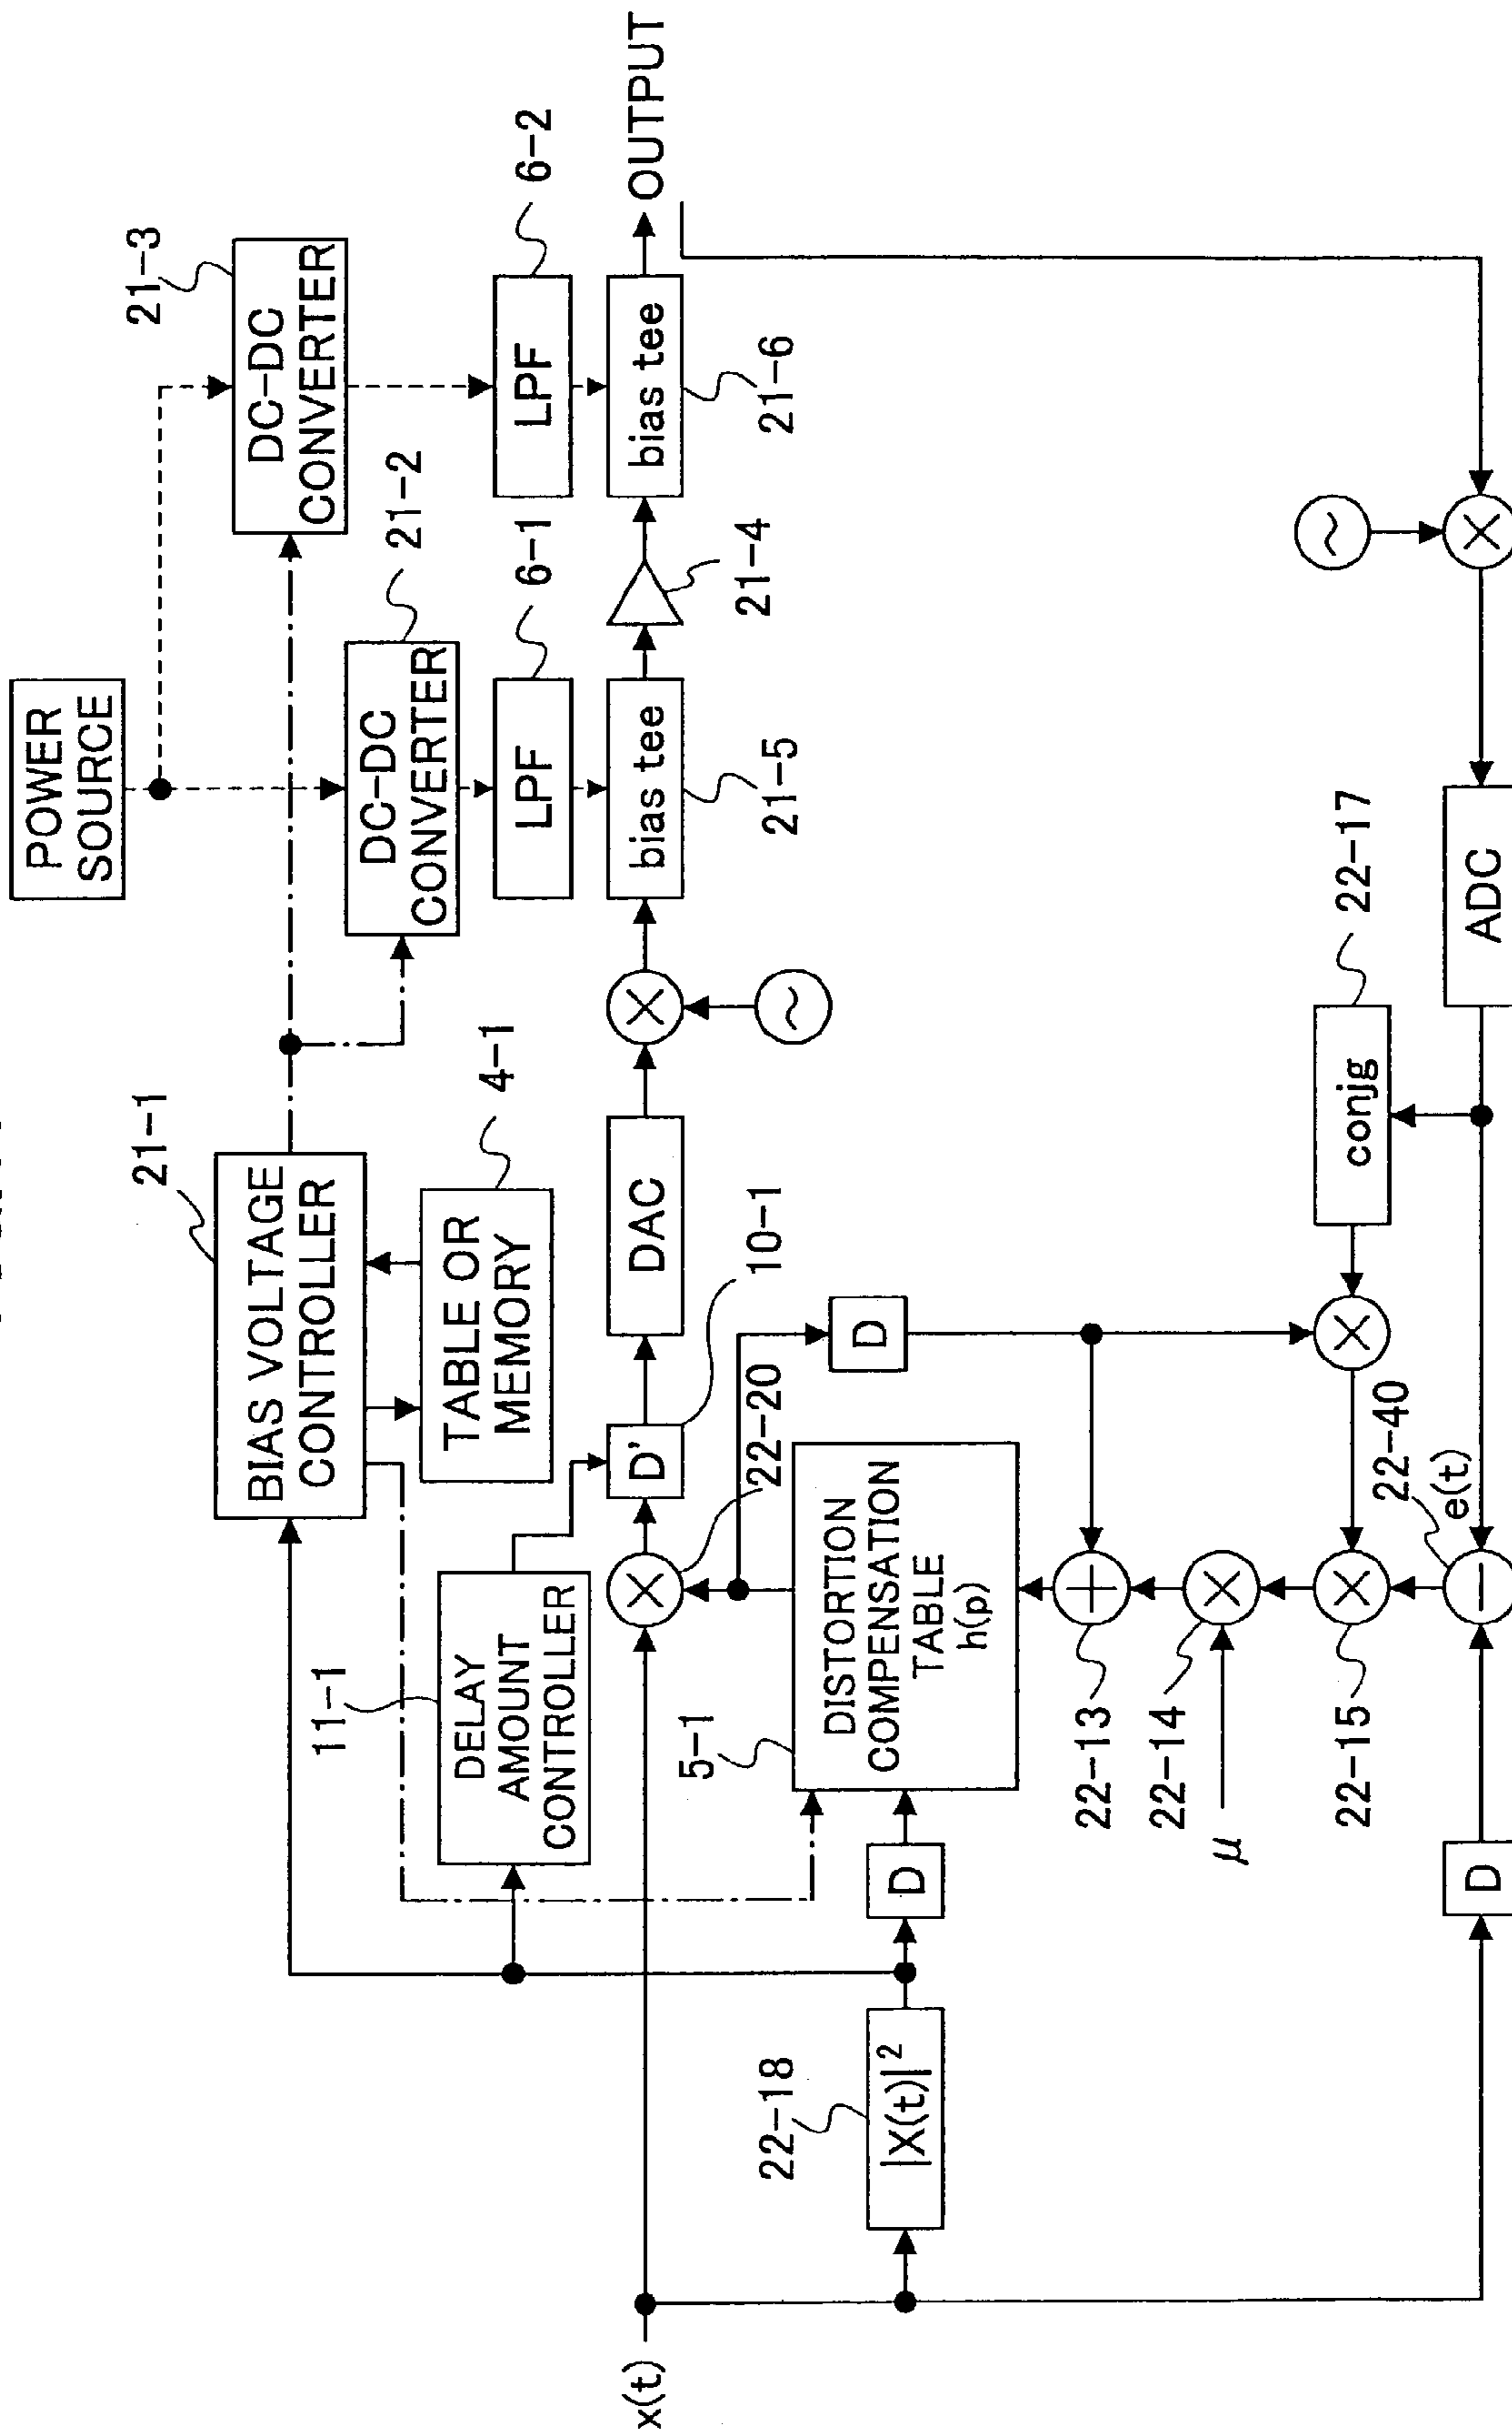 POWER
SOURCE
21-3
DC-DC
CONVERTER
21-2
DC-DC
CONVERTER
6-2
LPF
6-1
LPF
21-1
BIAS VOLTAGE
CONTROLLER
4-1
TABLE OR
MEMORY
11-1
DELAY
AMOUNT
CONTROLLER
x(t)
22-20
D'
10-1
DAC
~
bias tee
21-5
21-4
bias tee
21-6
OUTPUT
22-18
|X(t)|²
D
5-1
DISTORTION
COMPENSATION
TABLE
h(p)
D
22-13
22-14
μ
22-15
conjg
22-17
~
D
22-40
e(t)
ADC